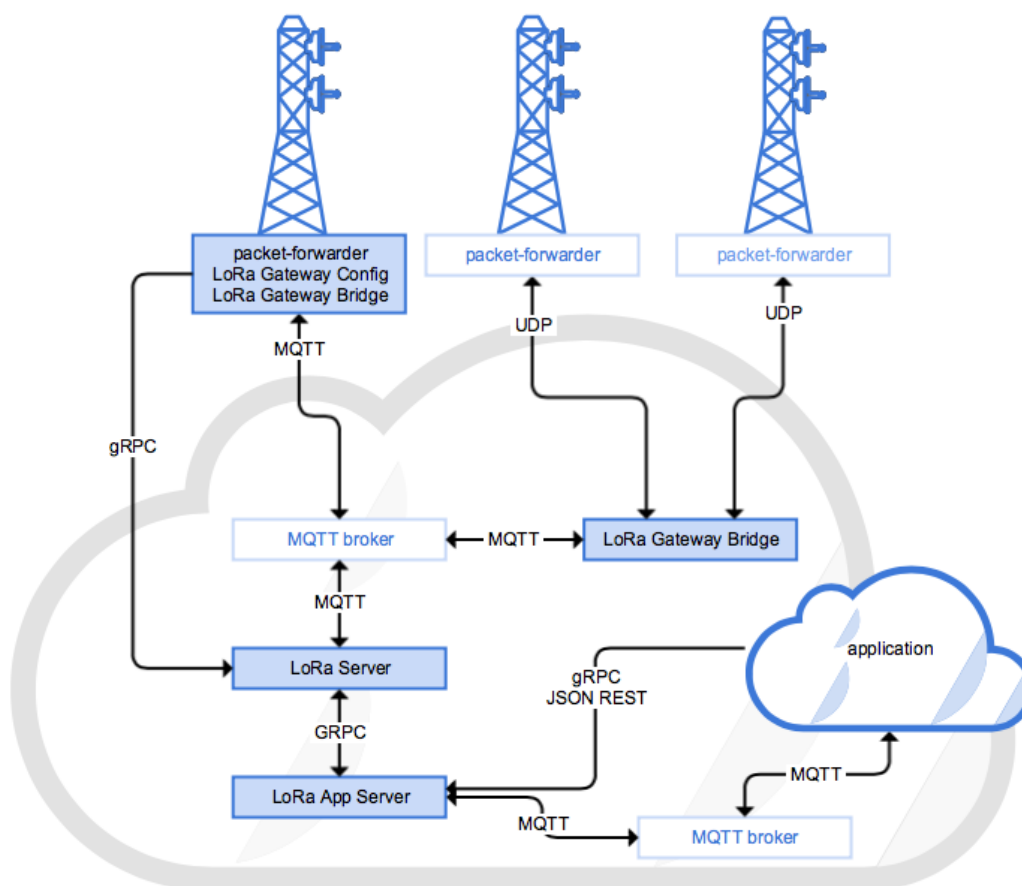 packet-forwarder
LoRa Gateway Config
LoRa Gateway Bridge
packet-forwarder
packet-forwarder
UDP
UDP
MQTT
gRPC
MQTT broker
MQTT
LoRa Gateway Bridge
MQTT
LoRa Server
application
gRPC
JSON REST
GRPC
MQTT
LoRa App Server
MQTT
MQTT broker